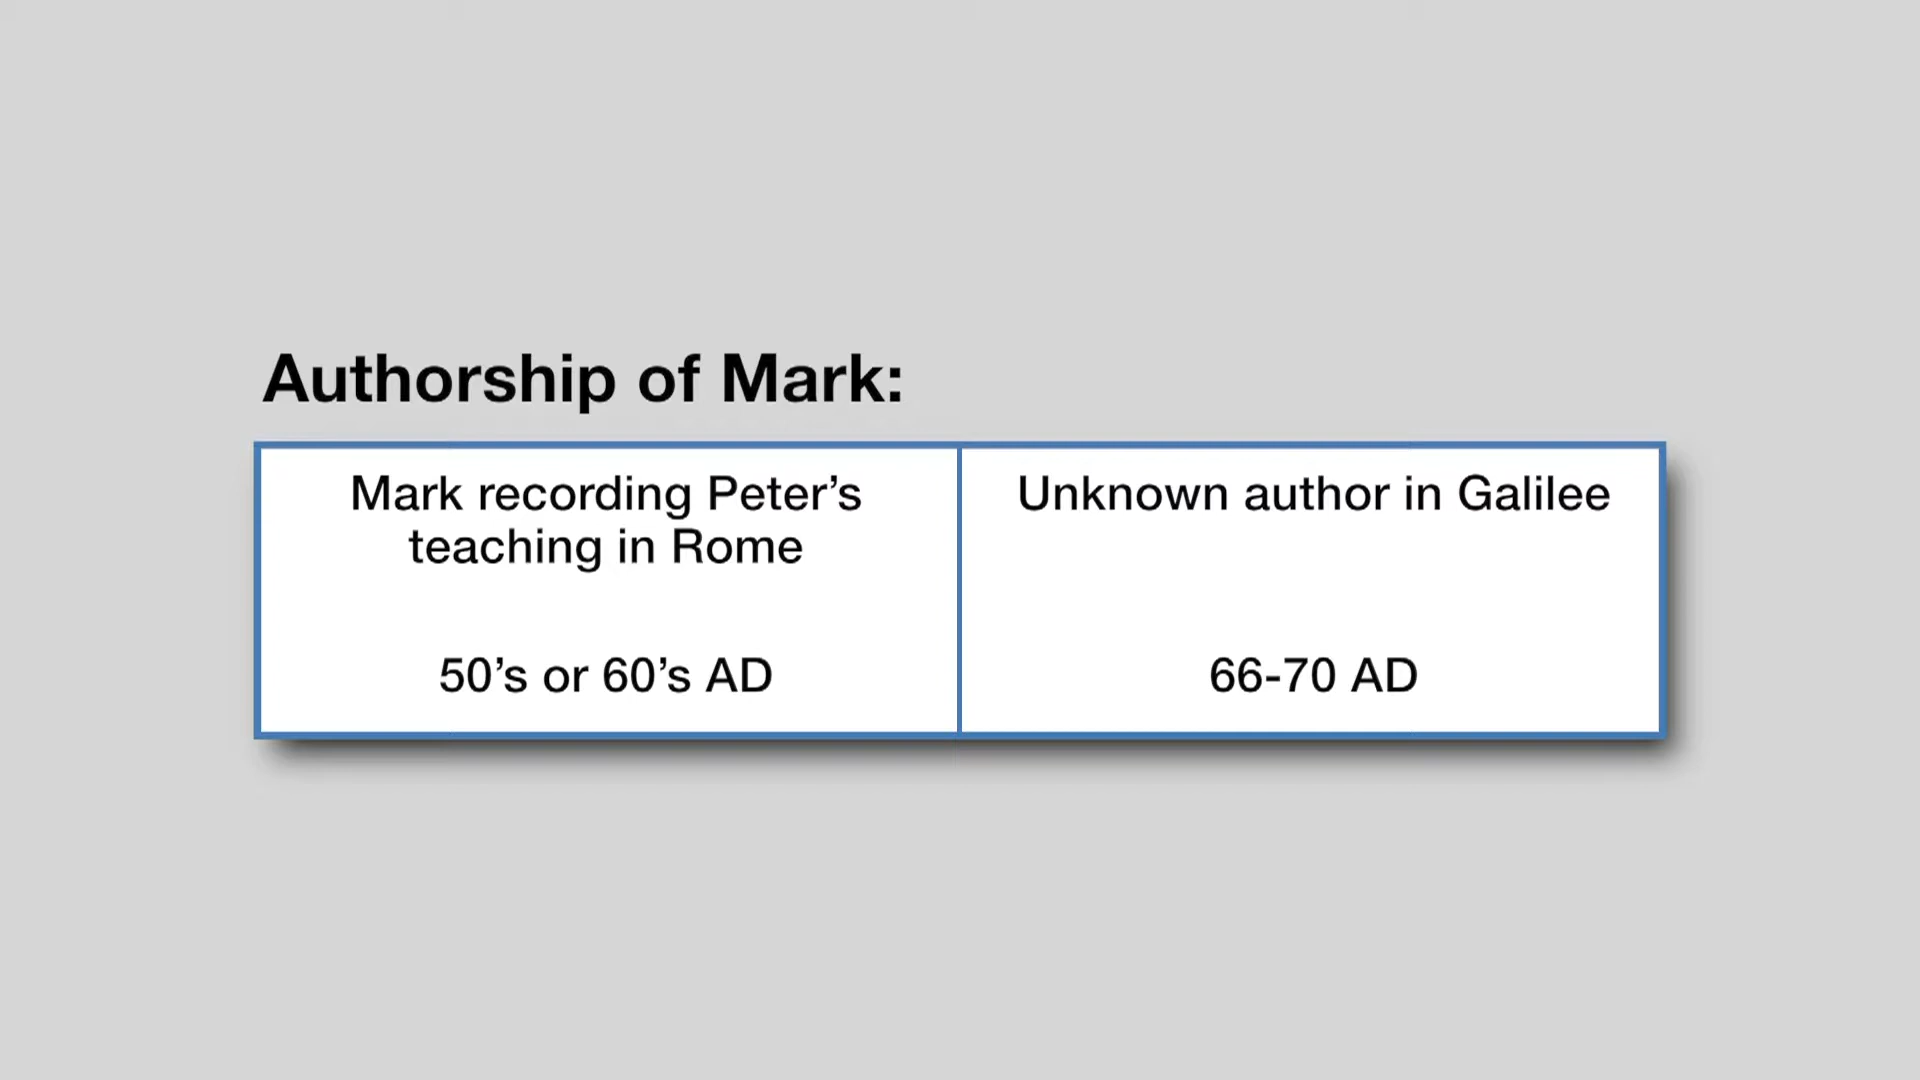 Authorship of Mark:
Mark recording Peter’s
teaching in Rome
50’s or 60’s AD
Unknown author in Galilee
66-70 AD